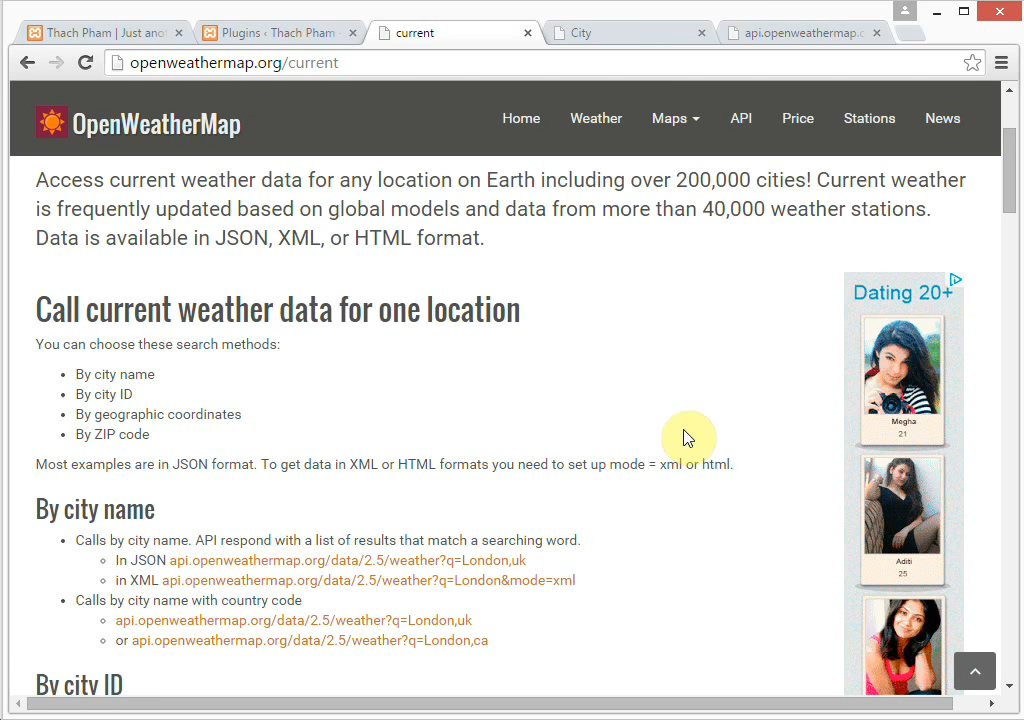 Thach Pham | Just anot
Plugins ‹ Thach Pham
current
City
api.openweathermap.o
openweathermap.org/current
OpenWeatherMap
Home
Weather
Maps
API
Price
Stations
News
Access current weather data for any location on Earth including over 200,000 cities! Current weather
is frequently updated based on global models and data from more than 40,000 weather stations.
Data is available in JSON, XML, or HTML format.
Dating 20+
Call current weather data for one location
You can choose these search methods:
• By city name
• By city ID
• By geographic coordinates
• By ZIP code
Megha
21
Most examples are in JSON format. To get data in XML or HTML formats you need to set up mode = xml or html.
By city name
• Calls by city name. API respond with a list of results that match a searching word.
In JSON api.openweathermap.org/data/2.5/weather?q=London,uk
in XML api.openweathermap.org/data/2.5/weather?q=London&mode=xml
Aditi
25
• Calls by city name with country code
api.openweathermap.org/data/2.5/weather?q=London,uk
or api.openweathermap.org/data/2.5/weather?q=London,ca
By city ID